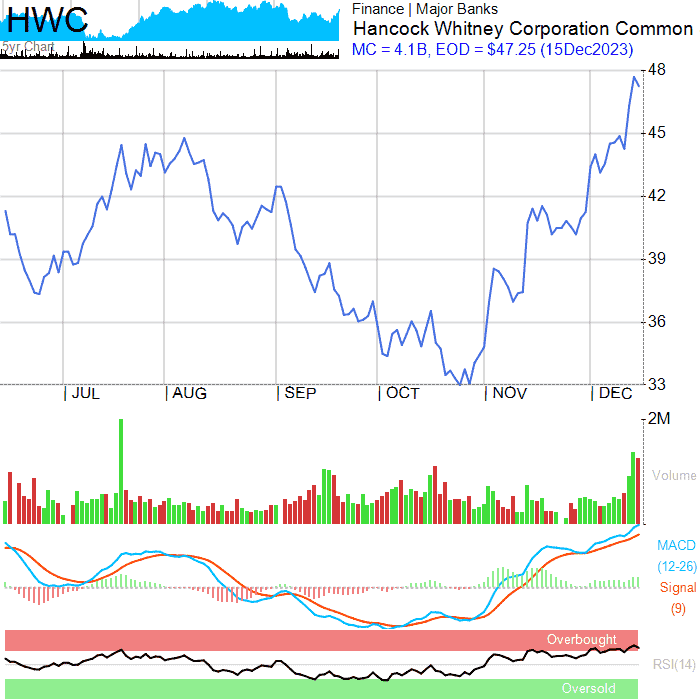 HWC
5yr Chart
Finance | Major Banks
Hancock Whitney Corporation Common
MC = 4.1B, EOD = $47.25 (15Dec2023)
48
45
42
39
36
33
| JUL | AUG | SEP | OCT | NOV | DEC
2M
Volume
MACD
(12-26)
Signal
(9)
Overbought
RSI(14)
Oversold